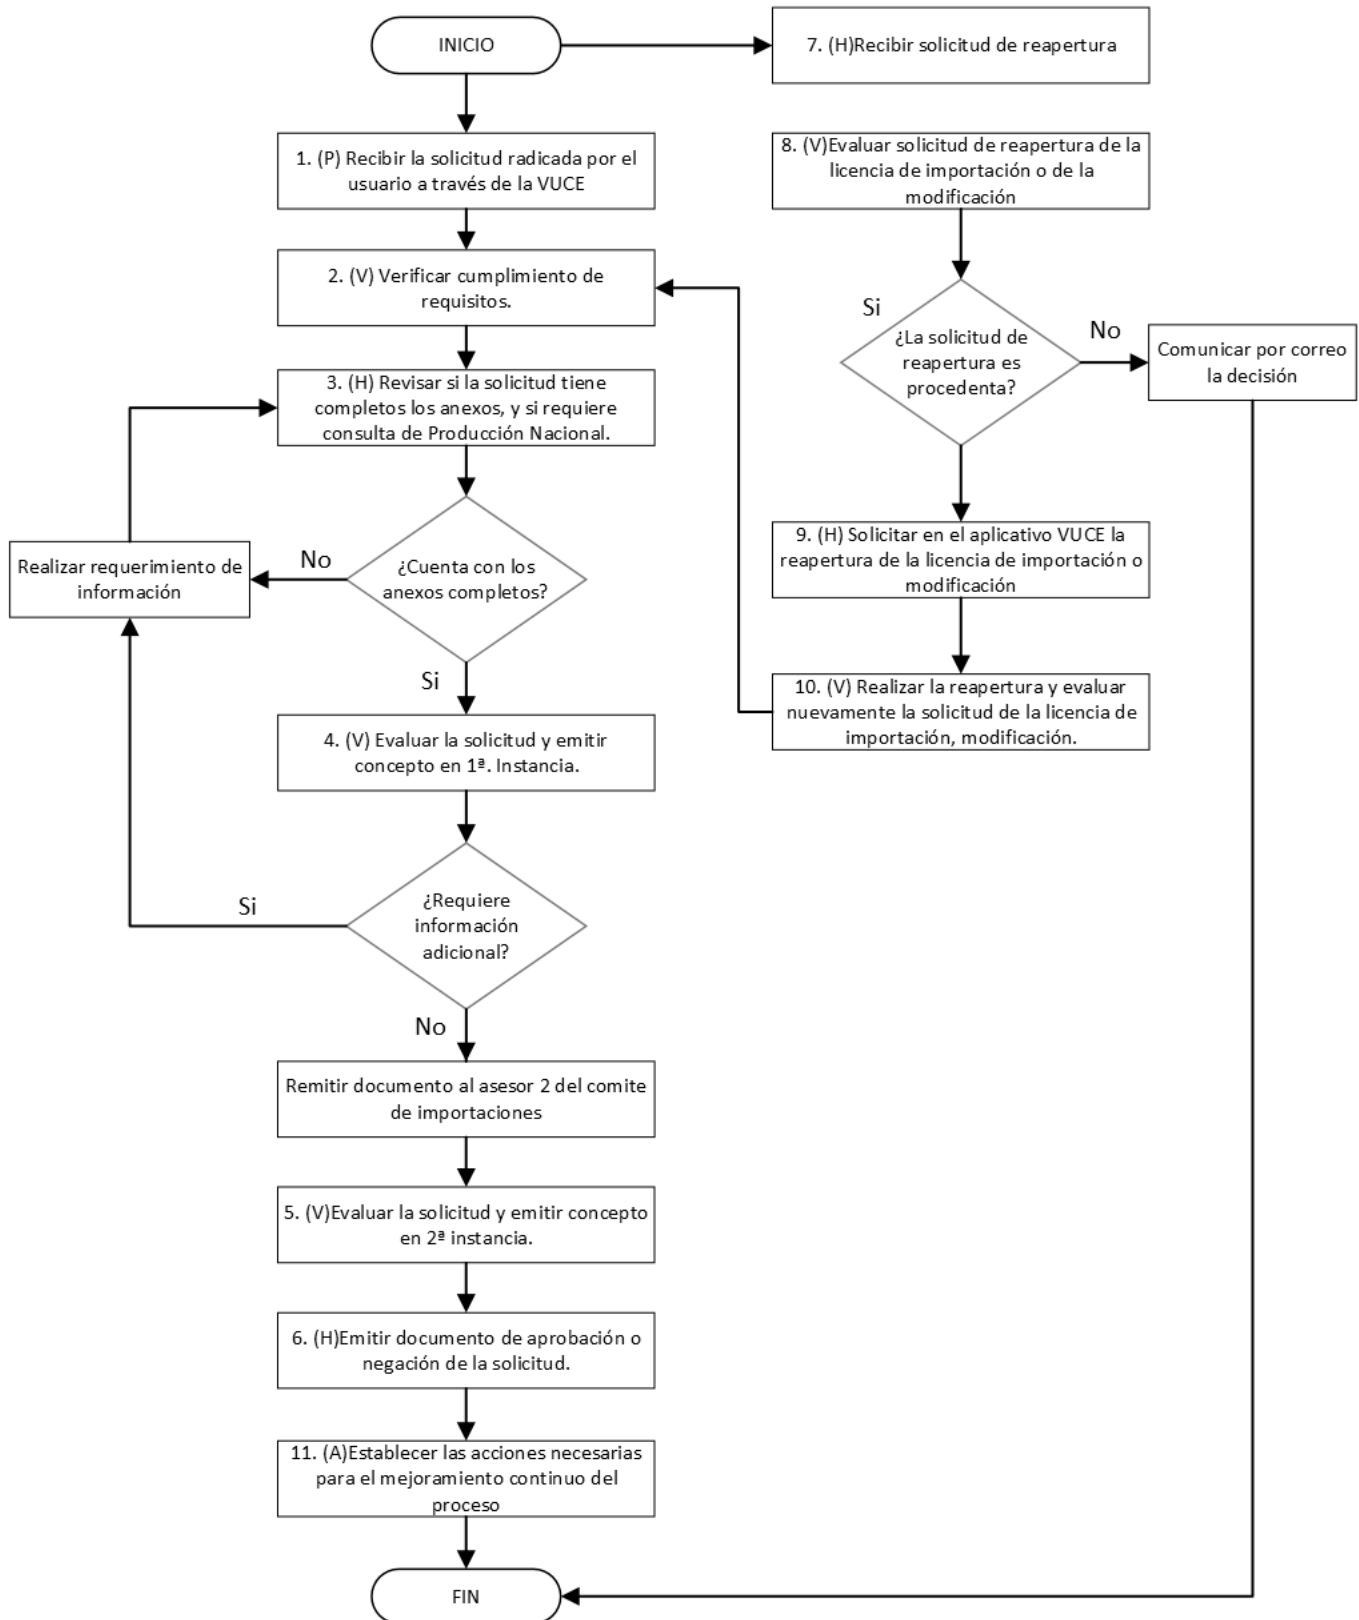 INICIO
7. (H)Recibir solicitud de reapertura
1. (P) Recibir la solicitud radicada por el
usuario a través de la VUCE
8. (V)Evaluar solicitud de reapertura de la
licencia de importación o de la
modificación
2. (V) Verificar cumplimiento de
requisitos.
Si
¿La solicitud de
reapertura es
procedenta?
No
Comunicar por correo
la decisión
3. (H) Revisar si la solicitud tiene
completos los anexos, y si requiere
consulta de Producción Nacional.
9. (H) Solicitar en el aplicativo VUCE la
reapertura de la licencia de importación o
modificación
Realizar requerimiento de
información
No
¿Cuenta con los
anexos completos?
Si
10. (V) Realizar la reapertura y evaluar
nuevamente la solicitud de la licencia de
importación, modificación.
4. (V) Evaluar la solicitud y emitir
concepto en 1ª. Instancia.
Si
¿Requiere
información
adicional?
No
Remitir documento al asesor 2 del comite
de importaciones
5. (V)Evaluar la solicitud y emitir concepto
en 2ª instancia.
6. (H)Emitir documento de aprobación o
negación de la solicitud.
11. (A)Establecer las acciones necesarias
para el mejoramiento continuo del
proceso
FIN